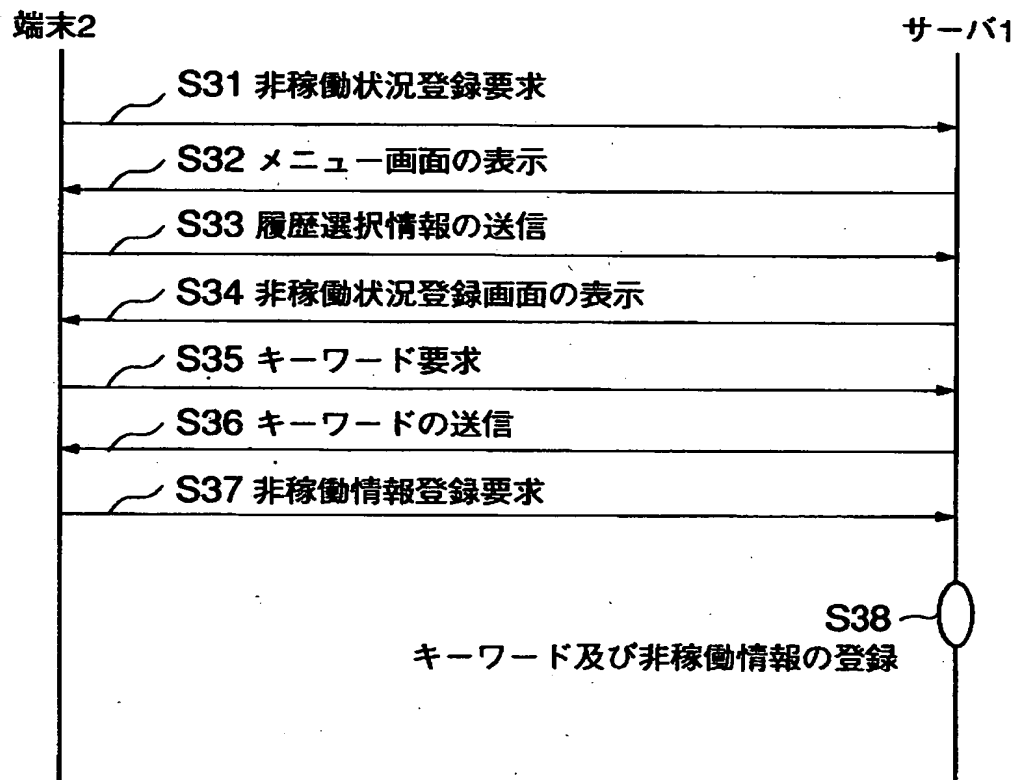 端末2
サーバ1
S31 非稼働状況登録要求
S32 メニュー画面の表示
S33 履歴選択情報の送信
S34 非稼働状況登録画面の表示
S35 キーワード要求
S36 キーワードの送信
S37 非稼働情報登録要求
S38
キーワード及び非稼働情報の登録